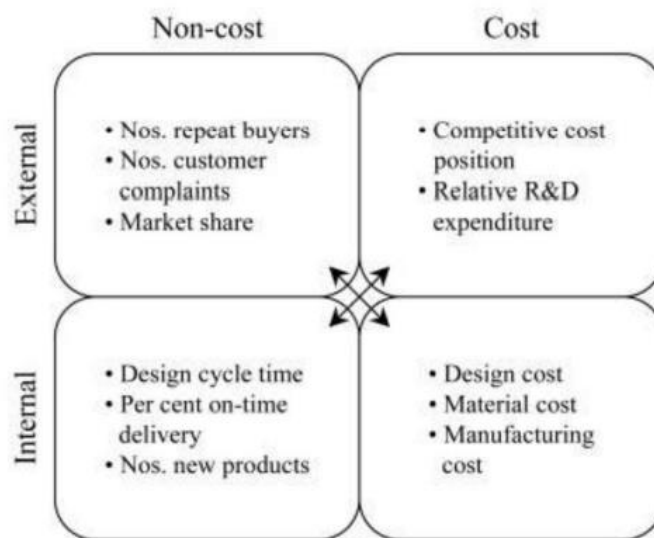 Non-cost
Cost
External
• Nos. repeat buyers
• Nos. customer
complaints
• Market share
• Competitive cost
position
• Relative R&D
expenditure
Internal
• Design cycle time
• Per cent on-time
delivery
• Nos. new products
• Design cost
• Material cost
• Manufacturing
cost